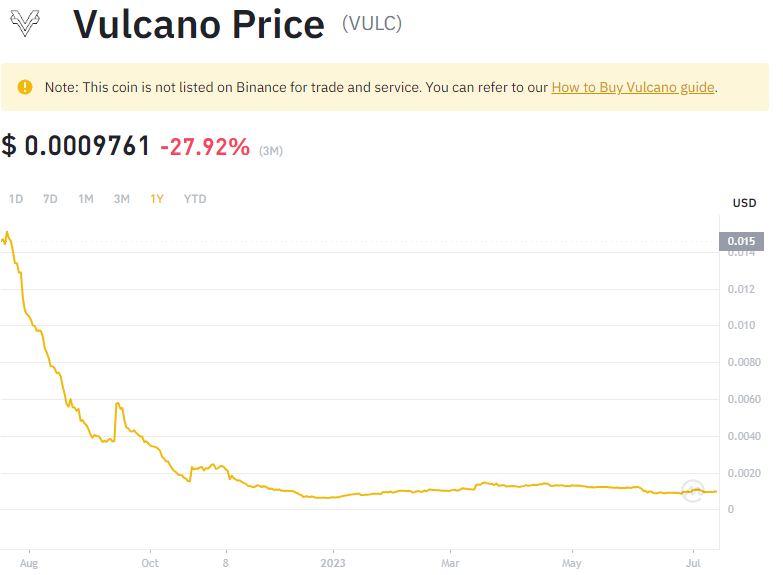 Vulcano Price (VULC)
Note: This coin is not listed on Binance for trade and service. You can refer to our How to Buy Vulcano guide.
$ 0.0009761 -27.92% (3M)
1D 7D 1M 3M 1Y YTD
USD
0.015
0.014
0.012
0.010
0.0080
0.0060
0.0040
0.0020
0
Aug Oct 8 2023 Mar May Jul